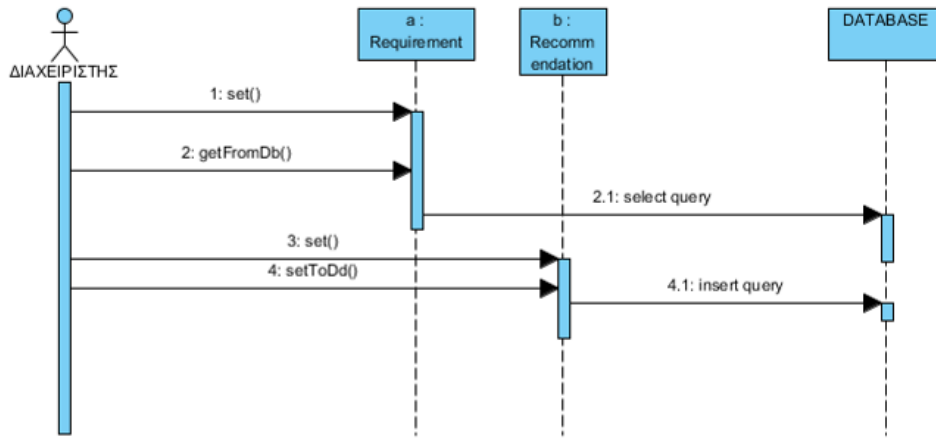 a :
Requirement
b :
Recomm
endation
DATABASE
ΔΙΑΧΕΙΡΙΣΤΗΣ
1: set()
2: getFromDb()
2.1: select query
3: set()
4: setToDd()
4.1: insert query